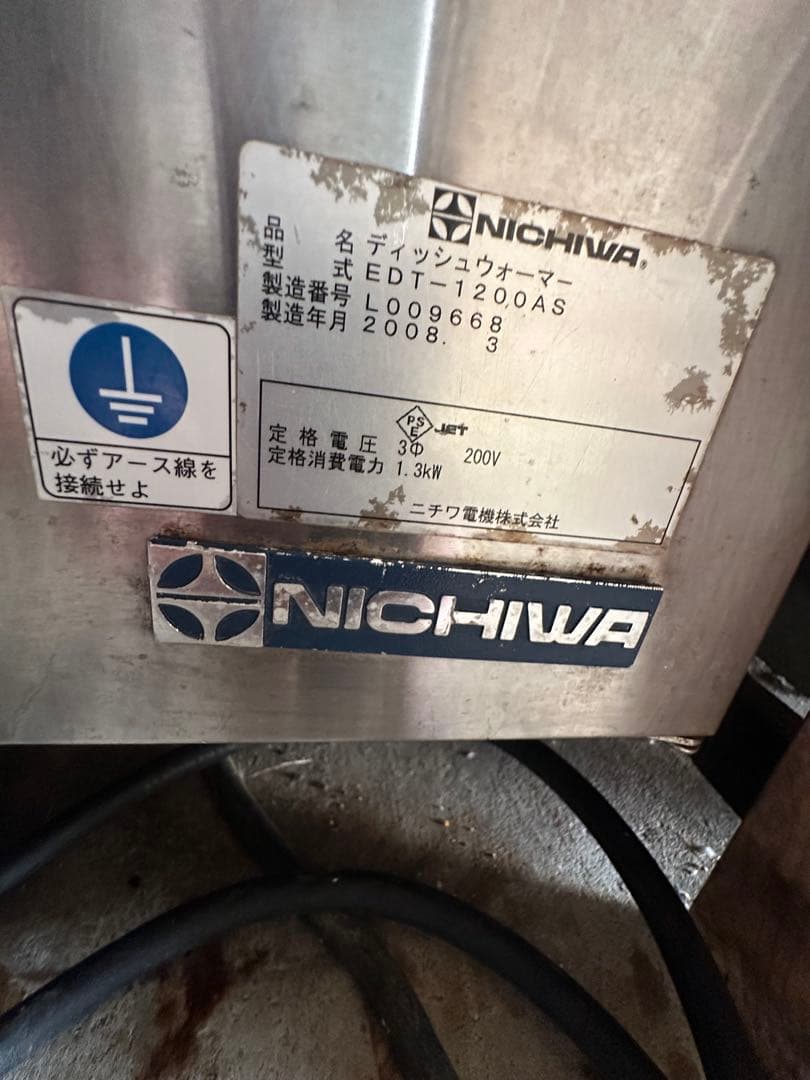 NICHIWA®
品名 ディッシュウォーマー
型式 EDT-1200AS
製造番号 L009668
製造年月 2008. 3
PSE JET
定格電圧 3Φ 200V
定格消費電力 1.3kW
ニチワ電機株式会社
必ずアース線を
接続せよ
NICHIWA